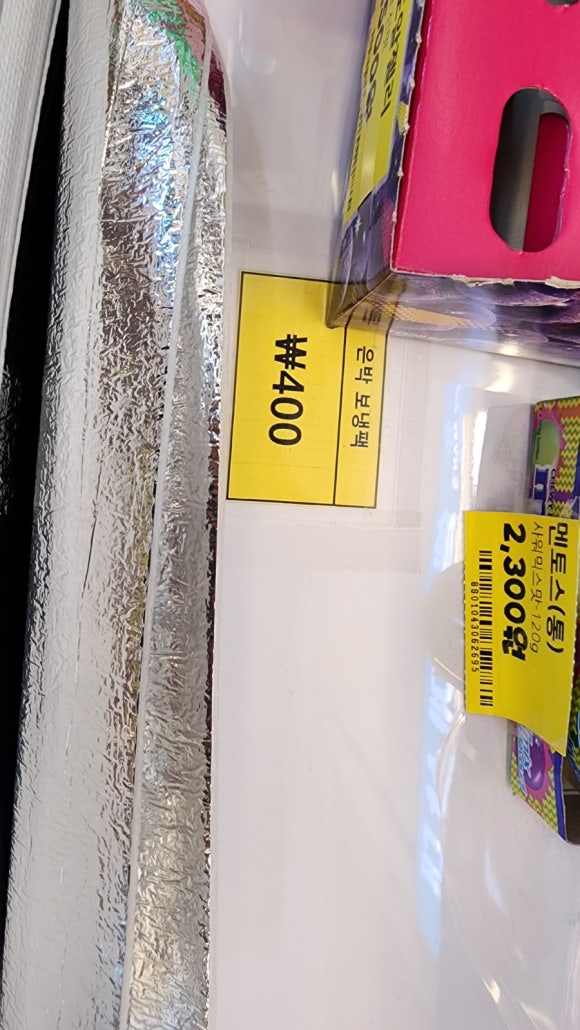 은박 보냉팩
₩400
멘토스(통)
사워믹스맛-120g
2,300원
8801043062695